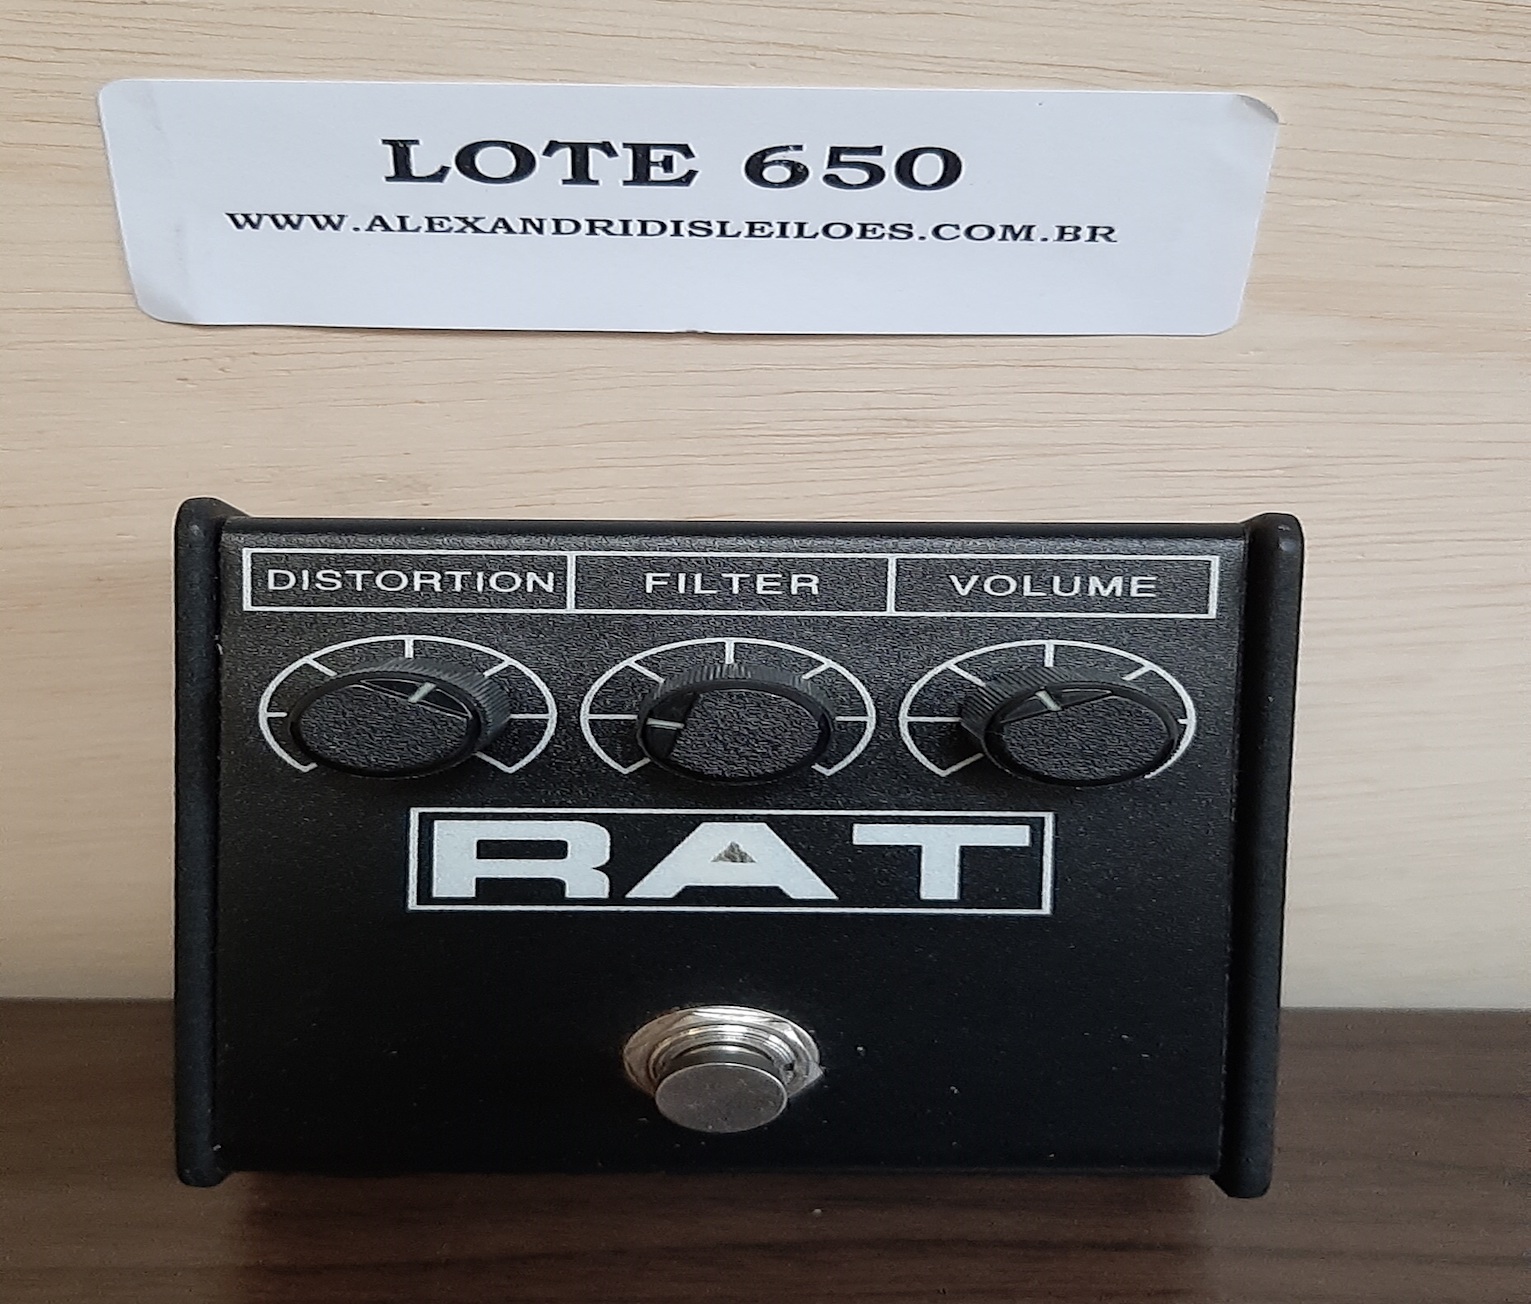 LOTE 650
WWW.ALEXANDRIDISLEILOES.COM.BR
DISTORTION FILTER VOLUME
RAT